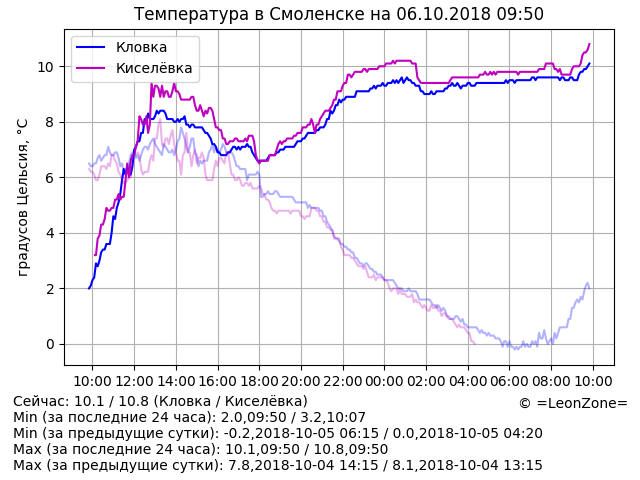 Температура в Смоленске на 06.10.2018 09:50
Кловка
Киселёвка
градусов Цельсия, °C
10
8
6
4
2
0
10:00 12:00 14:00 16:00 18:00 20:00 22:00 00:00 02:00 04:00 06:00 08:00 10:00
Сейчас: 10.1 / 10.8 (Кловка / Киселёвка)
© =LeonZone=
Min (за последние 24 часа): 2.0,09:50 / 3.2,10:07
Min (за предыдущие сутки): -0.2,2018-10-05 06:15 / 0.0,2018-10-05 04:20
Max (за последние 24 часа): 10.1,09:50 / 10.8,09:50
Max (за предыдущие сутки): 7.8,2018-10-04 14:15 / 8.1,2018-10-04 13:15